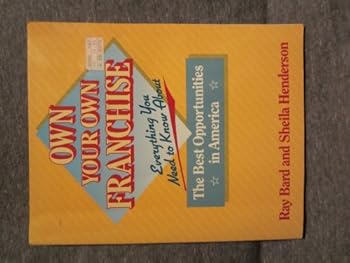 OWN
YOUR OWN
FRANCHISE
Everything You
Need to Know About
The Best Opportunities
☆ in America ☆
Ray Bard and Sheila Henderson